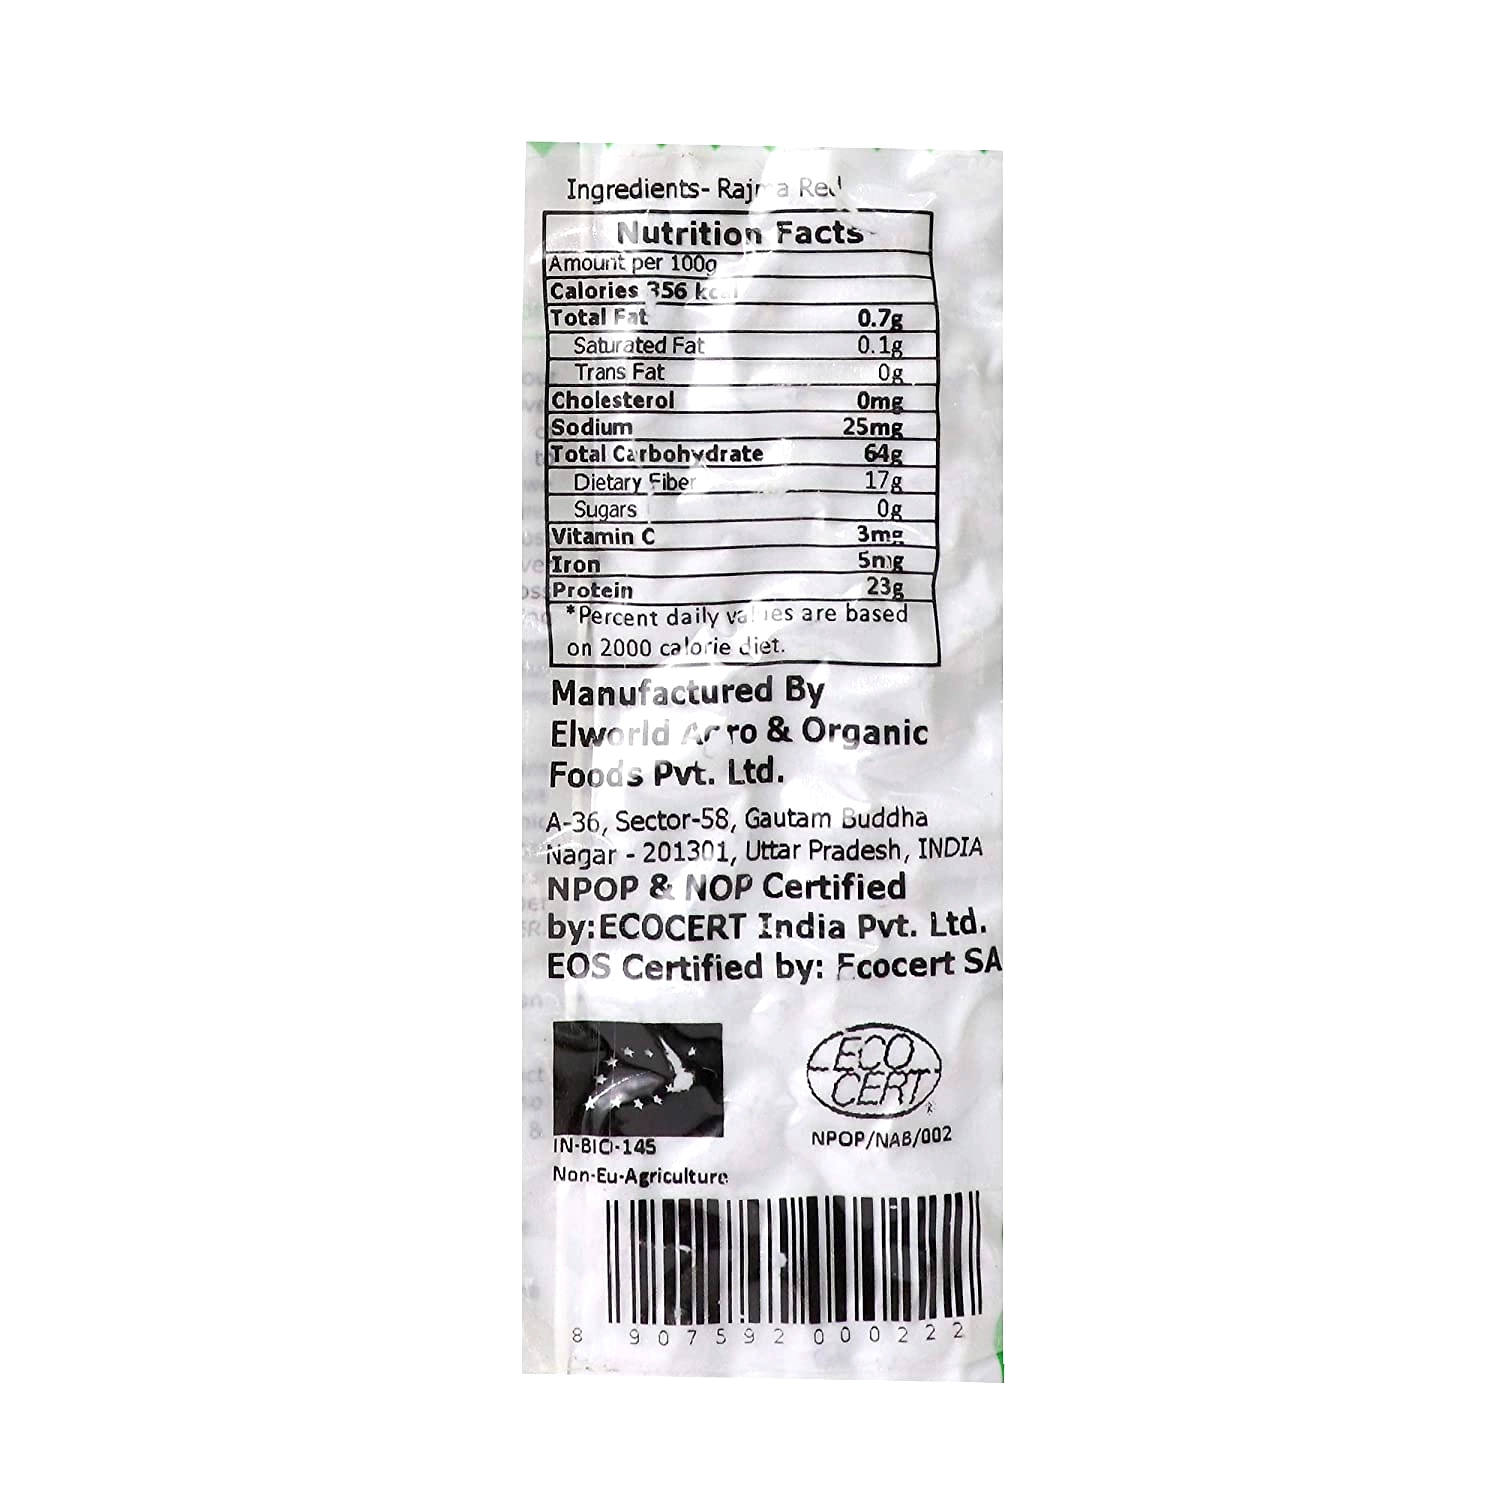 Ingredients- Rajma Red
Nutrition Facts
Amount per 100g
Calories 356 kcal
Total Fat 0.7g
Saturated Fat 0.1g
Trans Fat 0g
Cholesterol 0mg
Sodium 25mg
Total Carbohydrate 64g
Dietary Fiber 17g
Sugars 0g
Vitamin C 3mg
Iron 5mg
Protein 23g
*Percent daily values are based
on 2000 calorie diet.
Manufactured By
Elworld Agro & Organic
Foods Pvt. Ltd.
A-36, Sector-58, Gautam Buddha
Nagar - 201301, Uttar Pradesh, INDIA
NPOP & NOP Certified
by:ECOCERT India Pvt. Ltd.
EOS Certified by: Ecocert SA
ECO
CERT
®
IN-BIO-145
NPOP/NAB/002
Non-Eu-Agriculture
8 907592 000222